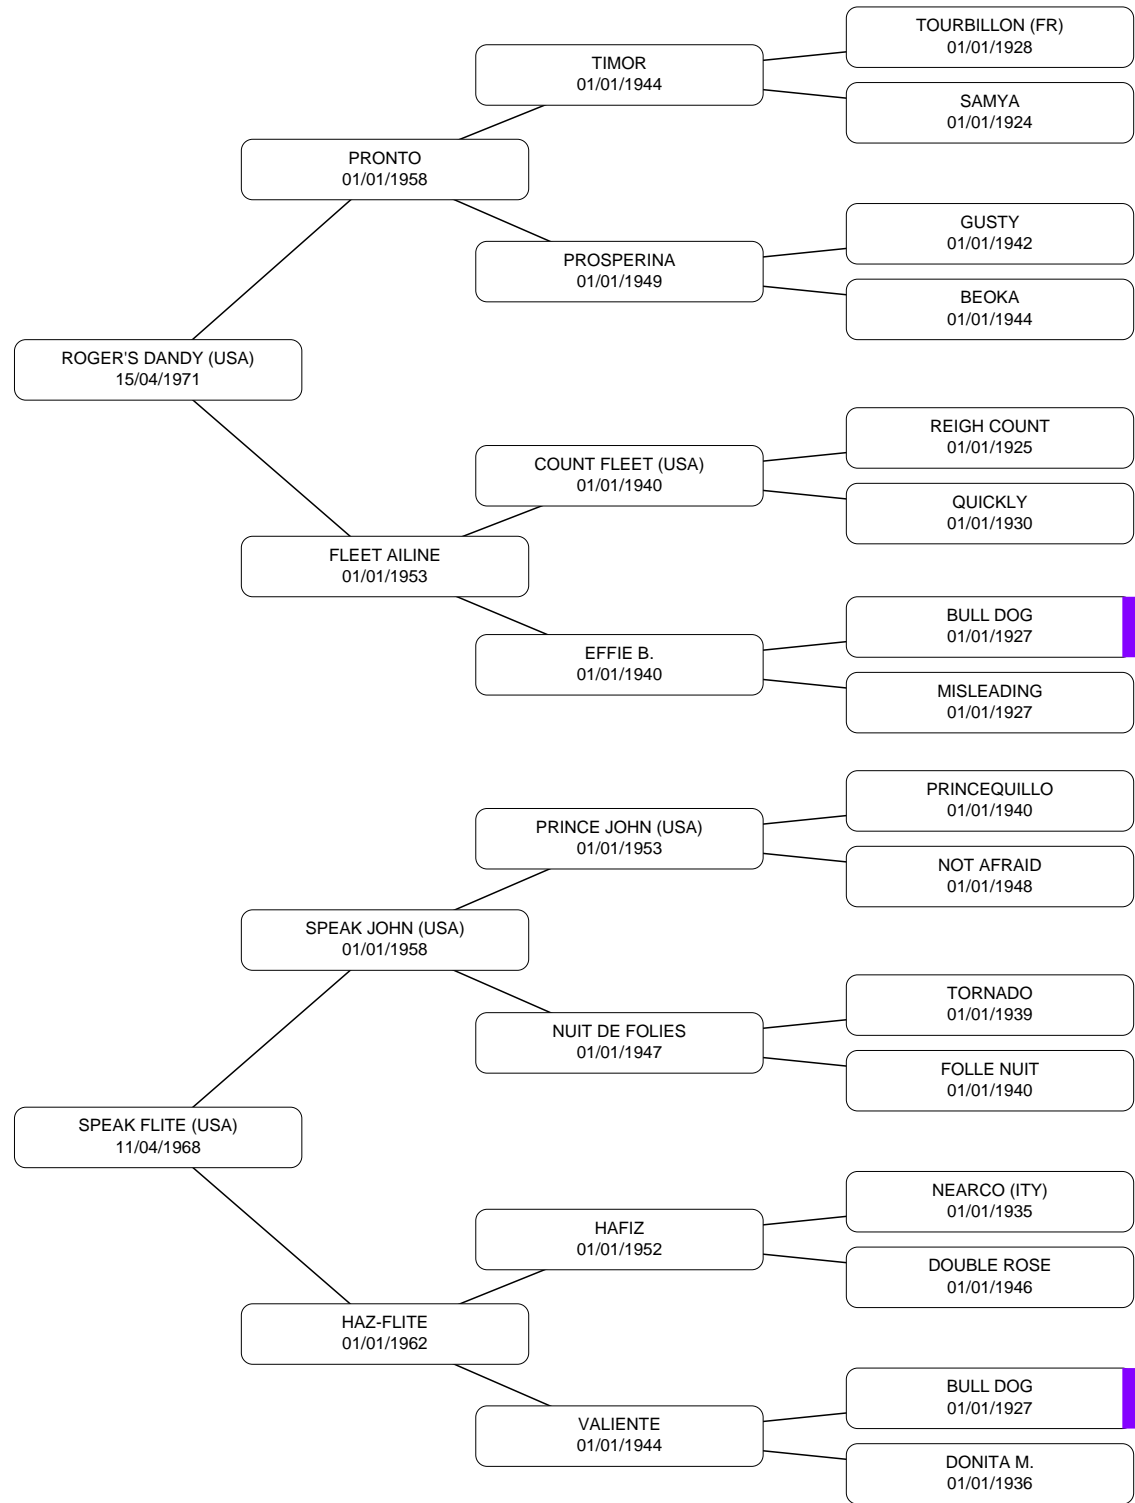 TOURBILLON (FR)
01/01/1928
TIMOR
01/01/1944
SAMYA
01/01/1924
PRONTO
01/01/1958
GUSTY
01/01/1942
PROSPERINA
01/01/1949
BEOKA
01/01/1944
ROGER'S DANDY (USA)
15/04/1971
REIGH COUNT
01/01/1925
COUNT FLEET (USA)
01/01/1940
QUICKLY
01/01/1930
FLEET AILINE
01/01/1953
BULL DOG
01/01/1927
EFFIE B.
01/01/1940
MISLEADING
01/01/1927
PRINCEQUILLO
01/01/1940
PRINCE JOHN (USA)
01/01/1953
NOT AFRAID
01/01/1948
SPEAK JOHN (USA)
01/01/1958
TORNADO
01/01/1939
NUIT DE FOLIES
01/01/1947
FOLLE NUIT
01/01/1940
SPEAK FLITE (USA)
11/04/1968
NEARCO (ITY)
01/01/1935
HAFIZ
01/01/1952
DOUBLE ROSE
01/01/1946
HAZ-FLITE
01/01/1962
BULL DOG
01/01/1927
VALIENTE
01/01/1944
DONITA M.
01/01/1936